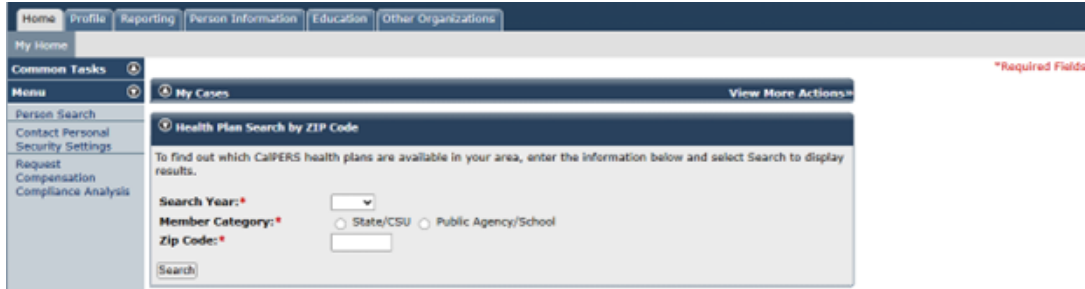 Home Profile Reporting Person Information Education Other Organizations
My Home
*Required Fields
Common Tasks
Menu
Person Search
Contact Personal
Security Settings
Request
Compensation
Compliance Analysis
My Cases View More Actions»
Health Plan Search by ZIP Code
To find out which CalPERS health plans are available in your area, enter the information below and select Search to display
results.
Search Year:*
Member Category:* State/CSU Public Agency/School
Zip Code:*
Search